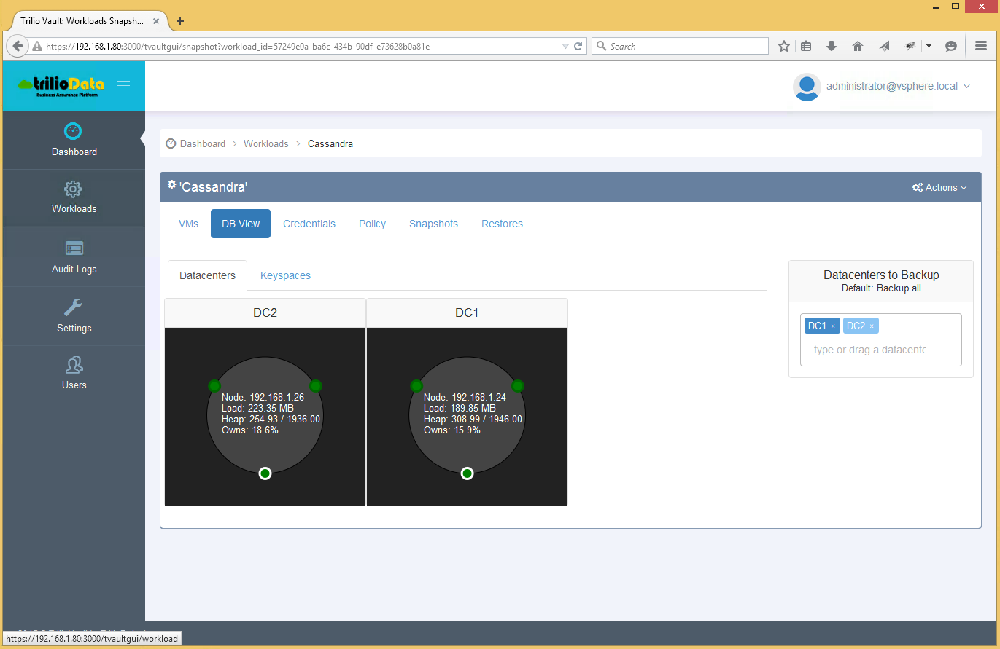 Trilio Vault: Workloads Snapsh...
https://192.168.1.80:3000/tvaultgui/snapshot?workload_id=57249e0a-ba6c-434b-90df-e73628b0a81e
Search
trilioData
Business Assurance Platform
administrator@vsphere.local
Dashboard
Workloads
Audit Logs
Settings
Users
Dashboard > Workloads > Cassandra
'Cassandra'
Actions
VMs DB View Credentials Policy Snapshots Restores
Datacenters Keyspaces
DC2
Node: 192.168.1.26
Load: 223.35 MB
Heap: 254.93 / 1936.00
Owns: 18.6%
DC1
Node: 192.168.1.24
Load: 189.85 MB
Heap: 308.99 / 1946.00
Owns: 15.9%
Datacenters to Backup
Default: Backup all
DC1 × DC2 ×
type or drag a datacente
https://192.168.1.80:3000/tvaultgui/workload